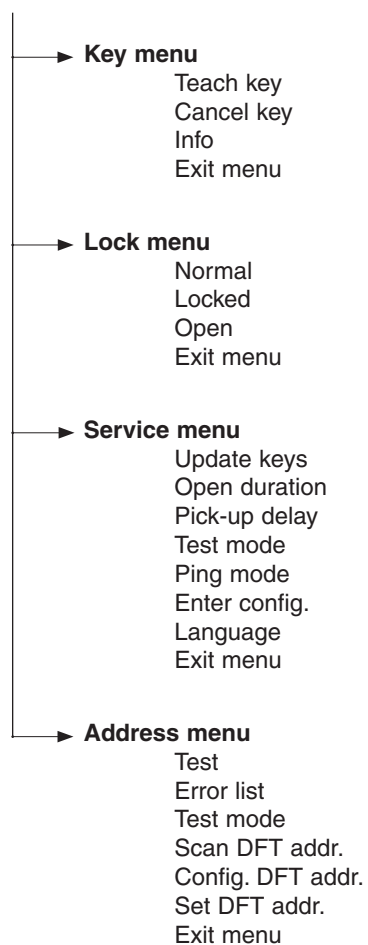 Key menu
Teach key
Cancel key
Info
Exit menu
Lock menu
Normal
Locked
Open
Exit menu
Service menu
Update keys
Open duration
Pick-up delay
Test mode
Ping mode
Enter config.
Language
Exit menu
Address menu
Test
Error list
Test mode
Scan DFT addr.
Config. DFT addr.
Set DFT addr.
Exit menu